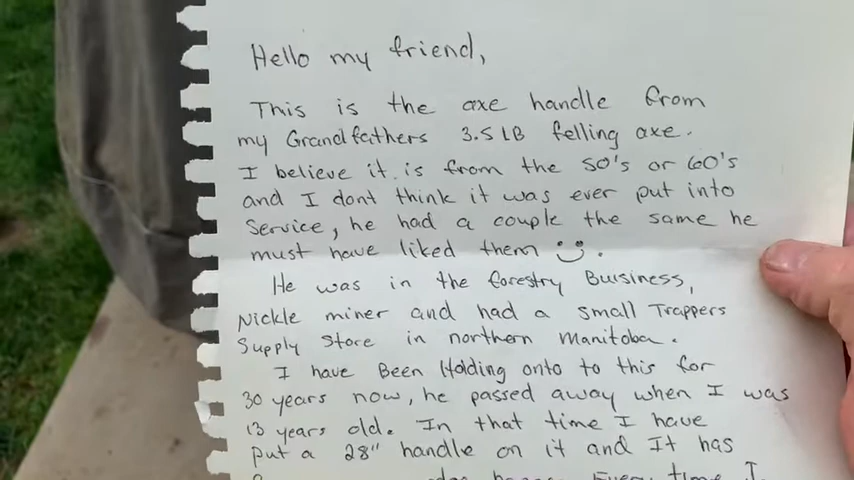 Hello my friend,
This is the axe handle from
my Grandfathers 3.5 LB felling axe.
I believe it is from the 50's or 60's
and I dont think it was ever put into
Service, he had a couple the same he
must have liked them
He was in the forestry Buisiness,
Nickle miner and had a small Trappers
Supply Store in northern Manitoba.
I have Been Holding onto to this for
30 years now, he passed away when I was
13 years old. In that time I have
put a 28" handle on it and It has
Every time I